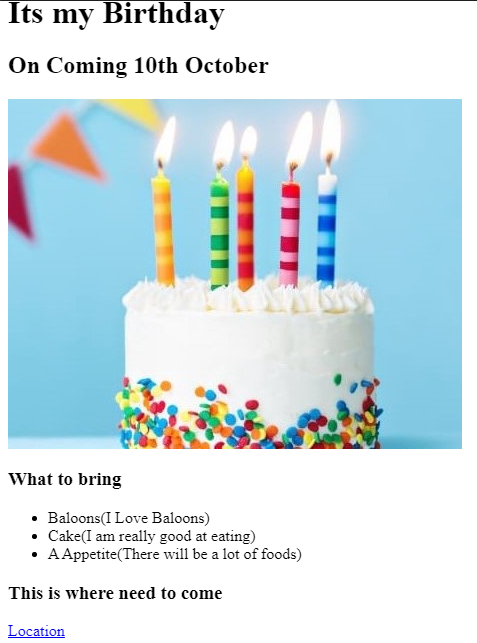 Its my Birthday
On Coming 10th October
What to bring
Baloons(I Love Baloons)
Cake(I am really good at eating)
A Appetite(There will be a lot of foods)
This is where need to come
Location